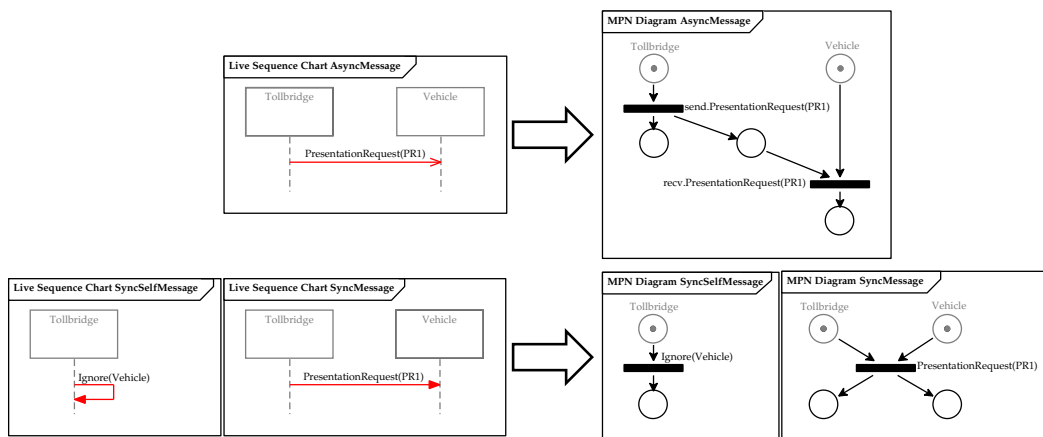 MPN Diagram AsyncMessage
Tollbridge
Vehicle
send.PresentationRequest(PR1)
recv.PresentationRequest(PR1)
Live Sequence Chart AsyncMessage
Tollbridge
Vehicle
PresentationRequest(PR1)
Live Sequence Chart SyncSelfMessage
Tollbridge
Ignore(Vehicle)
Live Sequence Chart SyncMessage
Tollbridge
Vehicle
PresentationRequest(PR1)
MPN Diagram SyncSelfMessage
Tollbridge
Ignore(Vehicle)
MPN Diagram SyncMessage
Tollbridge
Vehicle
PresentationRequest(PR1)